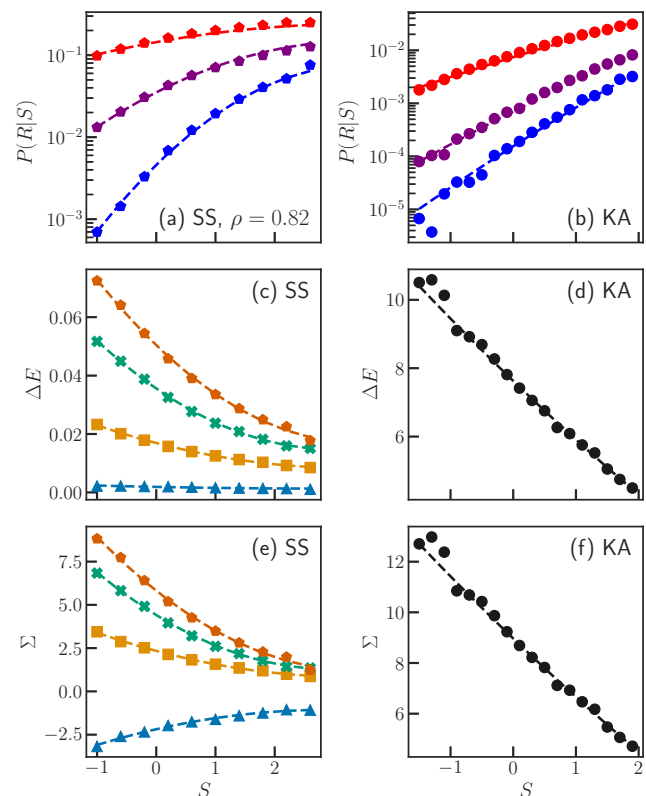 P(R|S)
10⁻¹
10⁻²
10⁻³
(a) SS, ρ = 0.82
P(R|S)
10⁻²
10⁻³
10⁻⁴
10⁻⁵
(b) KA
ΔE
0.06
0.04
0.02
0.00
(c) SS
10
8
6
(d) KA
Σ
7.5
5.0
2.5
0.0
−2.5
(e) SS
−1 0 1 2
S
Σ
12
10
8
6
(f) KA
−1 0 1 2
S
ΔE